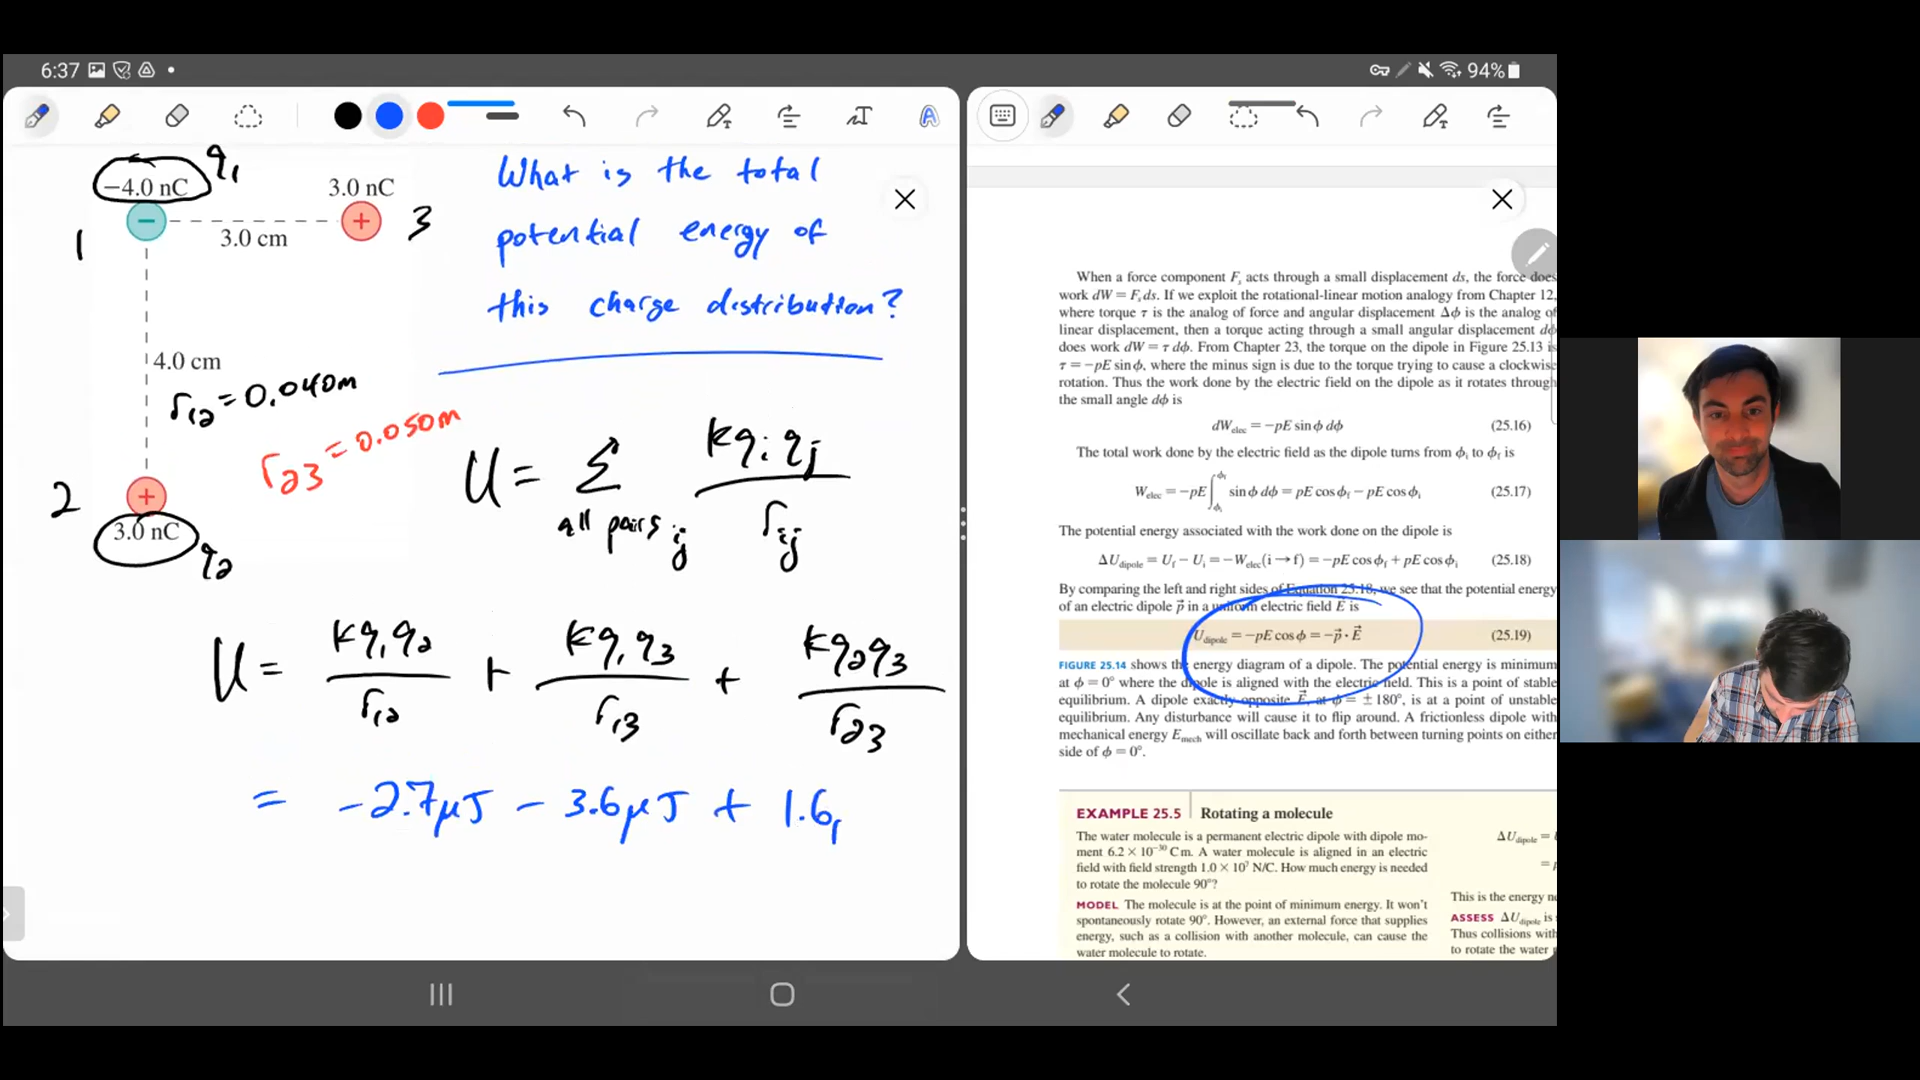 6:37
94%
−4.0 nC q₁
3.0 nC
1
3.0 cm
3
4.0 cm
r₁₂ = 0.040m
r₂₃ = 0.050m
2
3.0 nC
q₂
What is the total
potential energy of
this charge distribution?
U = Σ kqᵢqⱼ
all pairs ij rᵢⱼ
U = kq₁q₂ + kq₁q₃ + kq₂q₃
r₁₂ r₁₃ r₂₃
= −2.7μJ − 3.6μJ + 1.6
When a force component Fₛ acts through a small displacement ds, the force does
work dW = Fₛ ds. If we exploit the rotational-linear motion analogy from Chapter 12,
where torque τ is the analog of force and angular displacement Δϕ is the analog of
linear displacement, then a torque acting through a small angular displacement dϕ
does work dW = τ dϕ. From Chapter 23, the torque on the dipole in Figure 25.13 is
τ = −pE sin ϕ, where the minus sign is due to the torque trying to cause a clockwise
rotation. Thus the work done by the electric field on the dipole as it rotates through
the small angle dϕ is
dWelec = −pE sin ϕ dϕ (25.16)
The total work done by the electric field as the dipole turns from ϕi to ϕf is
Welec = −pE ∫ϕi^ϕf sin ϕ dϕ = pE cos ϕf − pE cos ϕi (25.17)
The potential energy associated with the work done on the dipole is
ΔUdipole = Uf − Ui = −Welec(i → f) = −pE cos ϕf + pE cos ϕi (25.18)
By comparing the left and right sides of Equation 25.18, we see that the potential energy
of an electric dipole p⃗ in a uniform electric field E⃗ is
Udipole = −pE cos ϕ = −p⃗ · E⃗ (25.19)
FIGURE 25.14 shows the energy diagram of a dipole. The potential energy is minimum
at ϕ = 0° where the dipole is aligned with the electric field. This is a point of stable
equilibrium. A dipole exactly opposite E⃗, at ϕ = ±180°, is at a point of unstable
equilibrium. Any disturbance will cause it to flip around. A frictionless dipole with
mechanical energy Emech will oscillate back and forth between turning points on either
side of ϕ = 0°.
EXAMPLE 25.5 Rotating a molecule
The water molecule is a permanent electric dipole with dipole mo-
ment 6.2 × 10⁻³⁰ C m. A water molecule is aligned in an electric
field with field strength 1.0 × 10⁷ N/C. How much energy is needed
to rotate the molecule 90°?
MODEL The molecule is at the point of minimum energy. It won't
spontaneously rotate 90°. However, an external force that supplies
energy, such as a collision with another molecule, can cause the
water molecule to rotate.
ΔUdipole =
=
This is the energy
ASSESS ΔUdipole is
Thus collisions with
to rotate the water